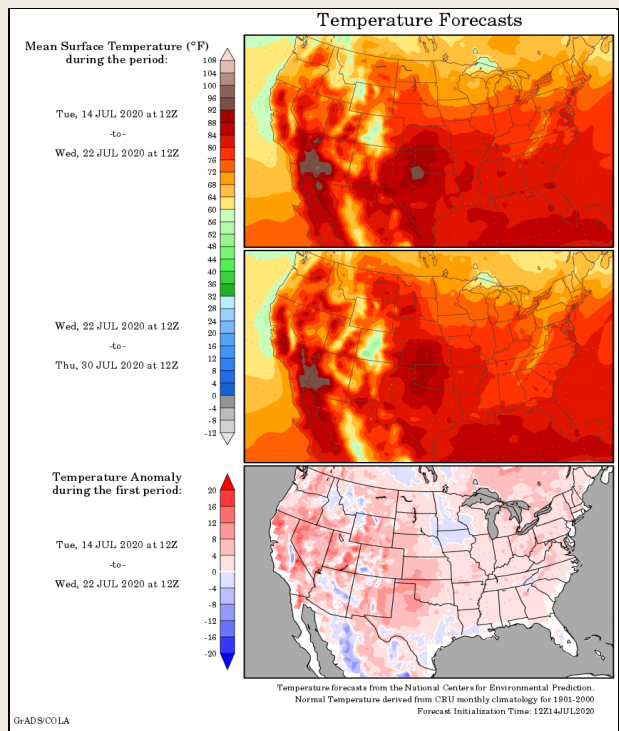 Temperature Forecasts
Mean Surface Temperature (°F)
during the period:
Tue, 14 JUL 2020 at 12Z
-to-
Wed, 22 JUL 2020 at 12Z
108
104
100
96
92
88
84
80
76
72
68
64
60
56
52
48
44
40
36
32
28
24
20
16
12
8
4
0
-4
-8
-12
Wed, 22 JUL 2020 at 12Z
-to-
Thu, 30 JUL 2020 at 12Z
Temperature Anomaly
during the first period:
Tue, 14 JUL 2020 at 12Z
-to-
Wed, 22 JUL 2020 at 12Z
20
16
12
8
4
0
-4
-8
-12
-16
-20
Temperature forecasts from the National Centers for Environmental Prediction.
Normal Temperature derived from CRU monthly climatology for 1901-2000
Forecast Initialization Time: 12Z14JUL2020
GrADS/COLA